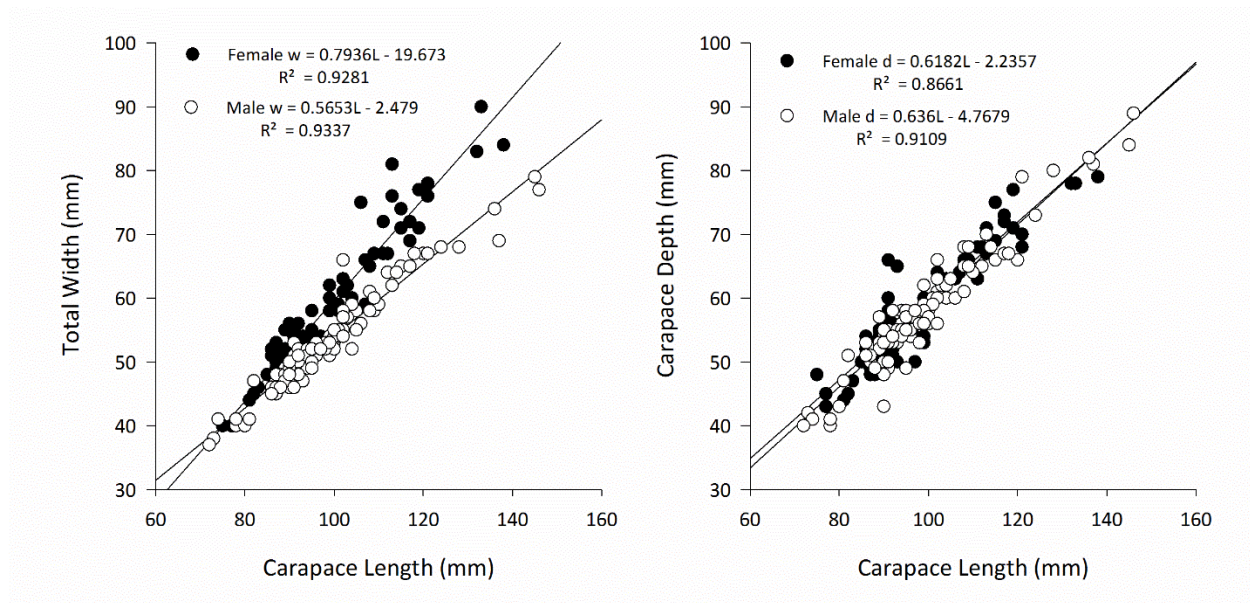 100
90
80
70
60
50
40
30
Total Width (mm)
Female w = 0.7936L - 19.673
R² = 0.9281
Male w = 0.5653L - 2.479
R² = 0.9337
60 80 100 120 140 160
Carapace Length (mm)
100
90
80
70
60
50
40
30
Carapace Depth (mm)
Female d = 0.6182L - 2.2357
R² = 0.8661
Male d = 0.636L - 4.7679
R² = 0.9109
60 80 100 120 140 160
Carapace Length (mm)